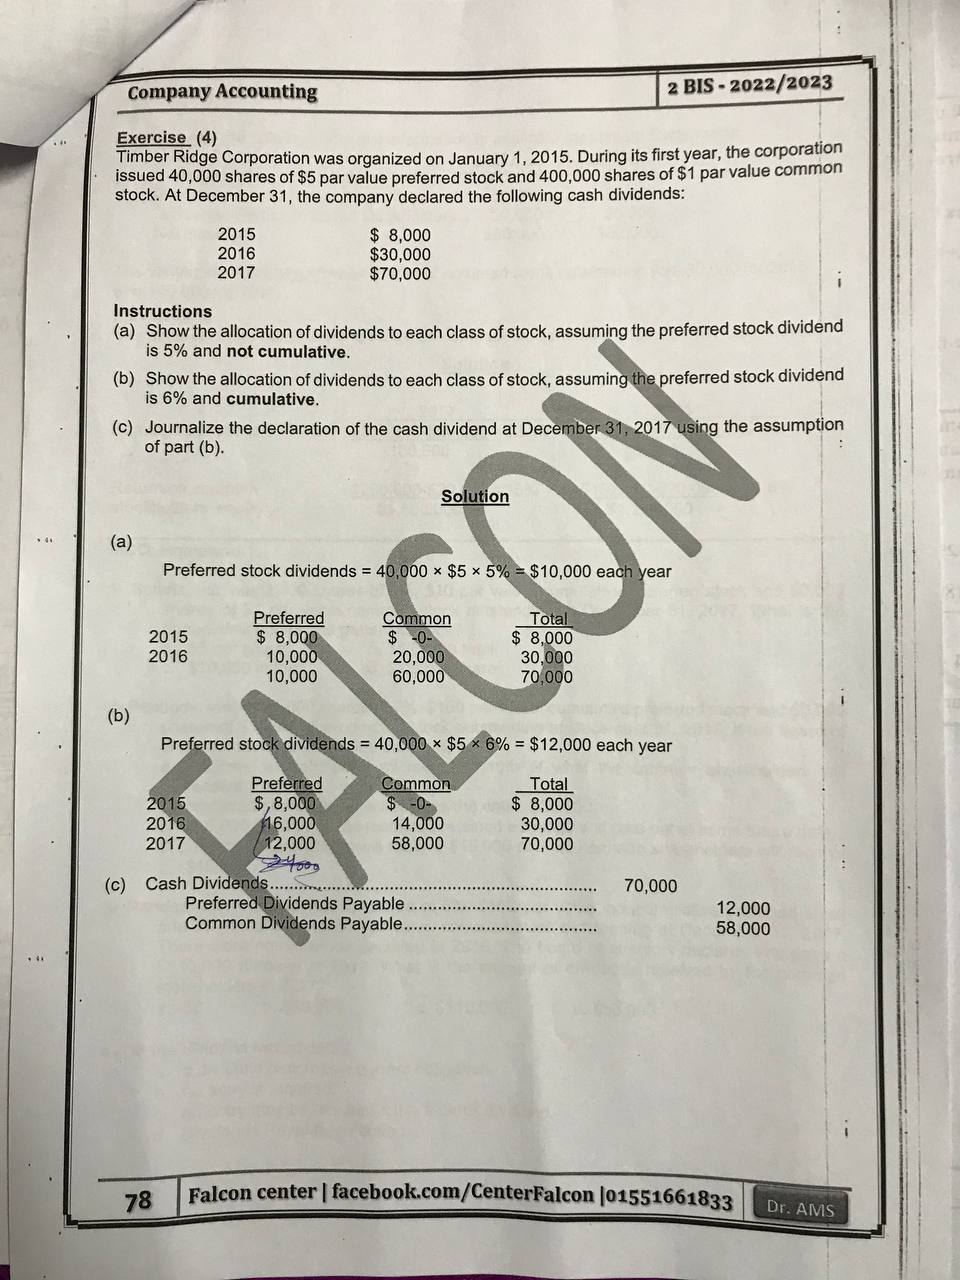 Company Accounting
2 BIS - 2022/2023
Exercise (4)
Timber Ridge Corporation was organized on January 1, 2015. During its first year, the corporation
issued 40,000 shares of $5 par value preferred stock and 400,000 shares of $1 par value common
stock. At December 31, the company declared the following cash dividends:
2015 $ 8,000
2016 $30,000
2017 $70,000
Instructions
(a) Show the allocation of dividends to each class of stock, assuming the preferred stock dividend
is 5% and not cumulative.
(b) Show the allocation of dividends to each class of stock, assuming the preferred stock dividend
is 6% and cumulative.
(c) Journalize the declaration of the cash dividend at December 31, 2017 using the assumption
of part (b).
Solution
(a)
Preferred stock dividends = 40,000 × $5 × 5% = $10,000 each year
Preferred Common Total
2015 $ 8,000 $ -0- $ 8,000
2016 10,000 20,000 30,000
10,000 60,000 70,000
(b)
Preferred stock dividends = 40,000 × $5 × 6% = $12,000 each year
Preferred Common Total
2015 $ 8,000 $ -0- $ 8,000
2016 16,000 14,000 30,000
2017 12,000 58,000 70,000
(c) Cash Dividends.................................................................... 70,000
Preferred Dividends Payable ....................................... 12,000
Common Dividends Payable........................................ 58,000
FALCON
78
Falcon center | facebook.com/CenterFalcon |01551661833
Dr. AMS